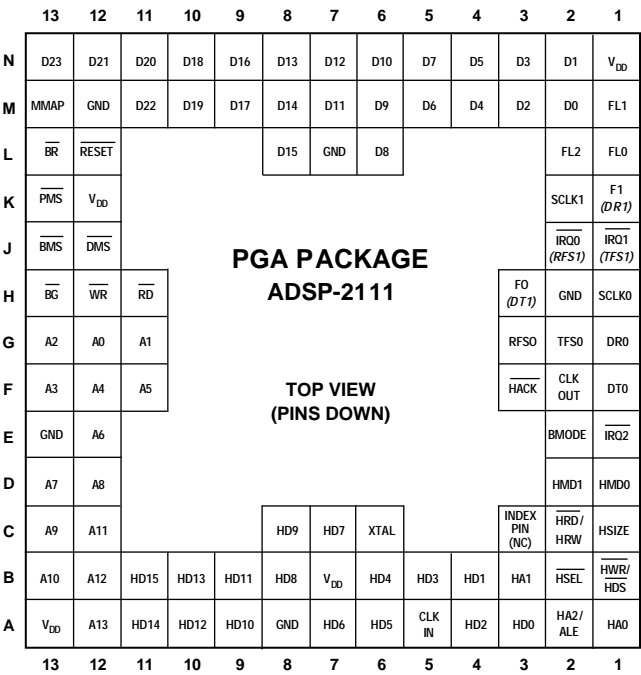 13 12 11 10 9 8 7 6 5 4 3 2 1
N D23 D21 D20 D18 D16 D13 D12 D10 D7 D5 D3 D1 VDD
M MMAP GND D22 D19 D17 D14 D11 D9 D6 D4 D2 D0 FL1
L BR RESET D15 GND D8 FL2 FL0
K PMS VDD SCLK1 F1 (DR1)
J BMS DMS IRQ0 (RFS1) IRQ1 (TFS1)
PGA PACKAGE
H BG WR RD ADSP-2111 FO (DT1) GND SCLK0
G A2 A0 A1 RFS0 TFS0 DR0
F A3 A4 A5 HACK CLK OUT DT0
TOP VIEW
(PINS DOWN)
E GND A6 BMODE IRQ2
D A7 A8 HMD1 HMD0
C A9 A11 HD9 HD7 XTAL INDEX PIN (NC) HRD/ HRW HSIZE
B A10 A12 HD15 HD13 HD11 HD8 VDD HD4 HD3 HD1 HA1 HSEL HWR/ HDS
A VDD A13 HD14 HD12 HD10 GND HD6 HD5 CLK IN HD2 HD0 HA2/ ALE HA0
13 12 11 10 9 8 7 6 5 4 3 2 1